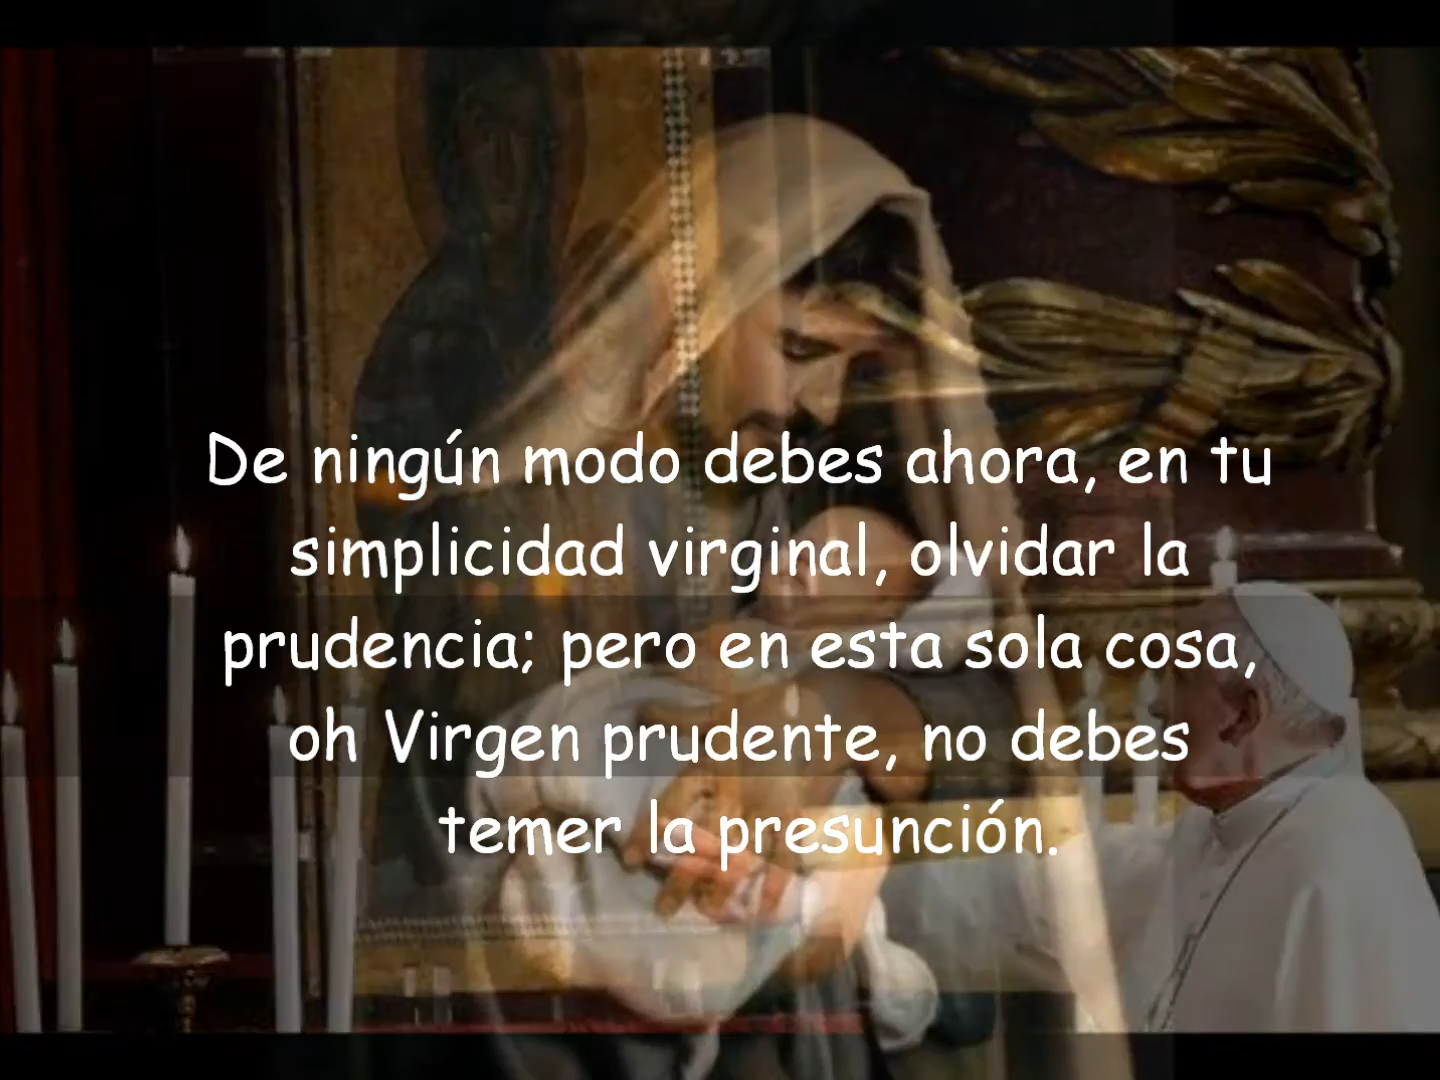 De ningún modo debes ahora, en tu
simplicidad virginal, olvidar la
prudencia; pero en esta sola cosa,
oh Virgen prudente, no debes
temer la presunción.